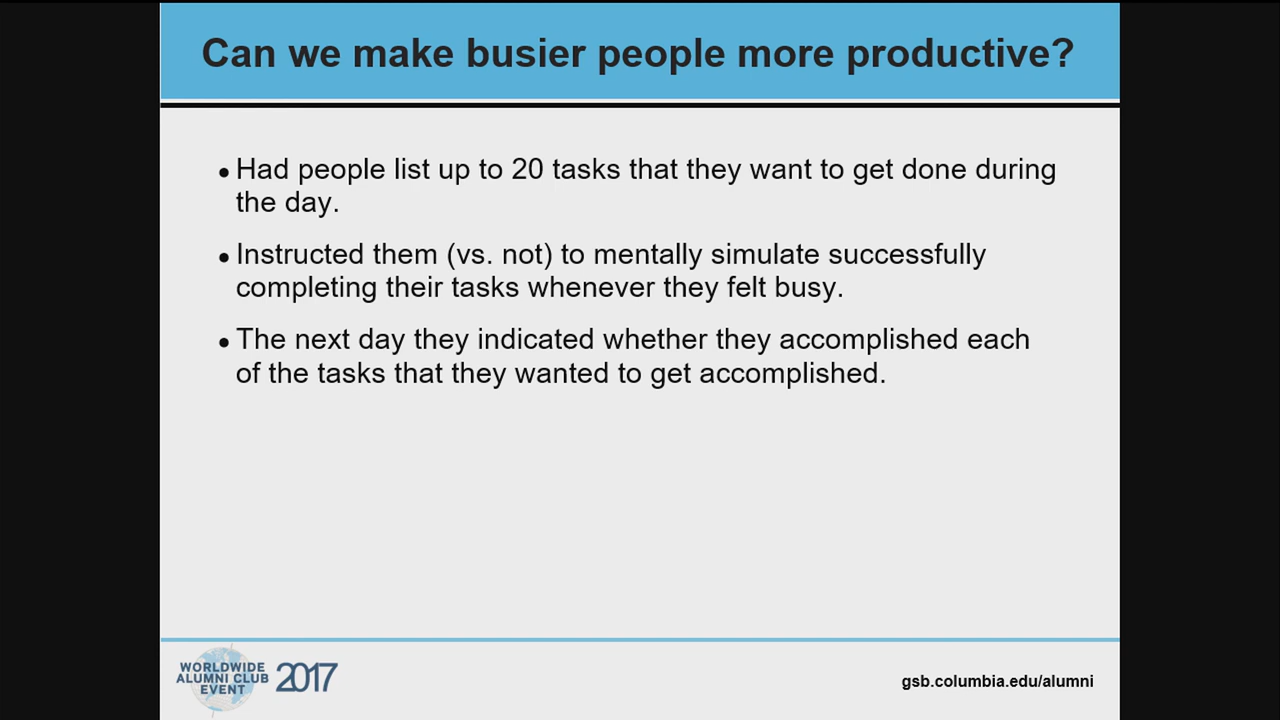 Can we make busier people more productive?
• Had people list up to 20 tasks that they want to get done during
the day.
• Instructed them (vs. not) to mentally simulate successfully
completing their tasks whenever they felt busy.
• The next day they indicated whether they accomplished each
of the tasks that they wanted to get accomplished.
WORLDWIDE
ALUMNI CLUB
EVENT
2017
gsb.columbia.edu/alumni